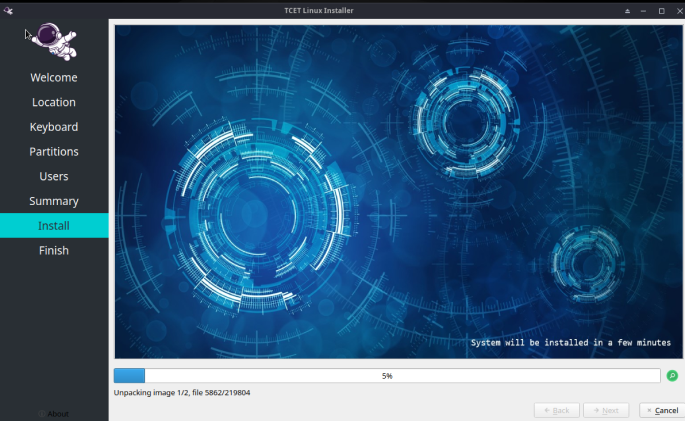 TCET Linux Installer
Welcome
Location
Keyboard
Partitions
Users
Summary
Install
Finish
System will be installed in a few minutes
5%
Unpacking image 1/2, file 5862/219804
About
Back
Next
Cancel